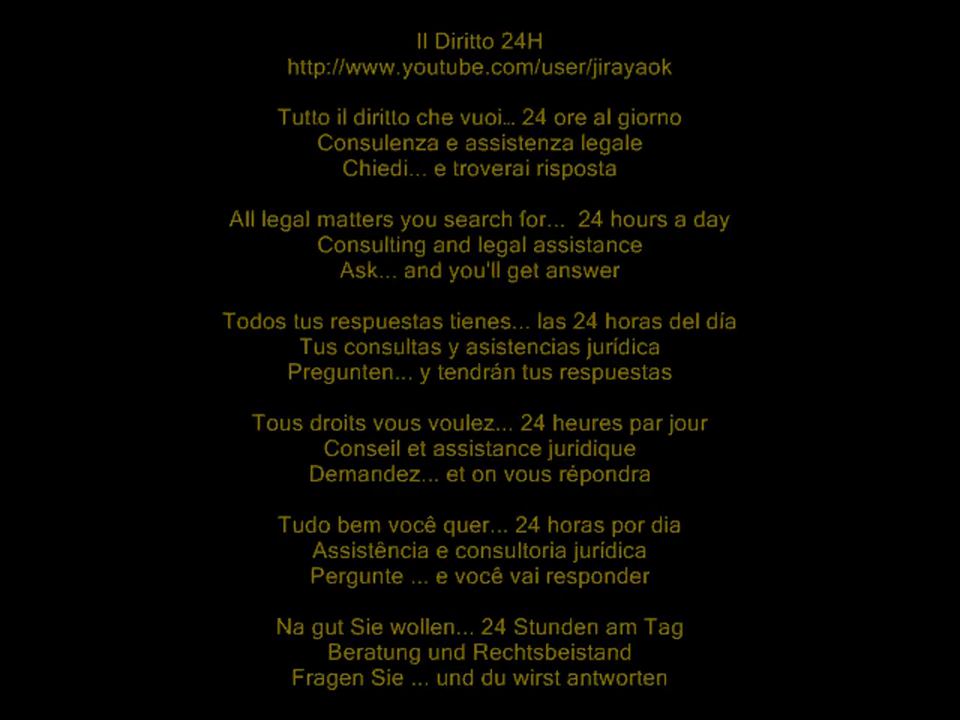 Il Diritto 24H
http://www.youtube.com/user/jirayaok
Tutto il diritto che vuoi... 24 ore al giorno
Consulenza e assistenza legale
Chiedi... e troverai risposta
All legal matters you search for...  24 hours a day
Consulting and legal assistance
Ask... and you'll get answer
Todos tus respuestas tienes... las 24 horas del día
Tus consultas y asistencias jurídica
Pregunten... y tendrán tus respuestas
Tous droits vous voulez... 24 heures par jour
Conseil et assistance juridique
Demandez... et on vous répondra
Tudo bem você quer... 24 horas por dia
Assistência e consultoria jurídica
Pergunte ... e você vai responder
Na gut Sie wollen... 24 Stunden am Tag
Beratung und Rechtsbeistand
Fragen Sie ... und du wirst antworten